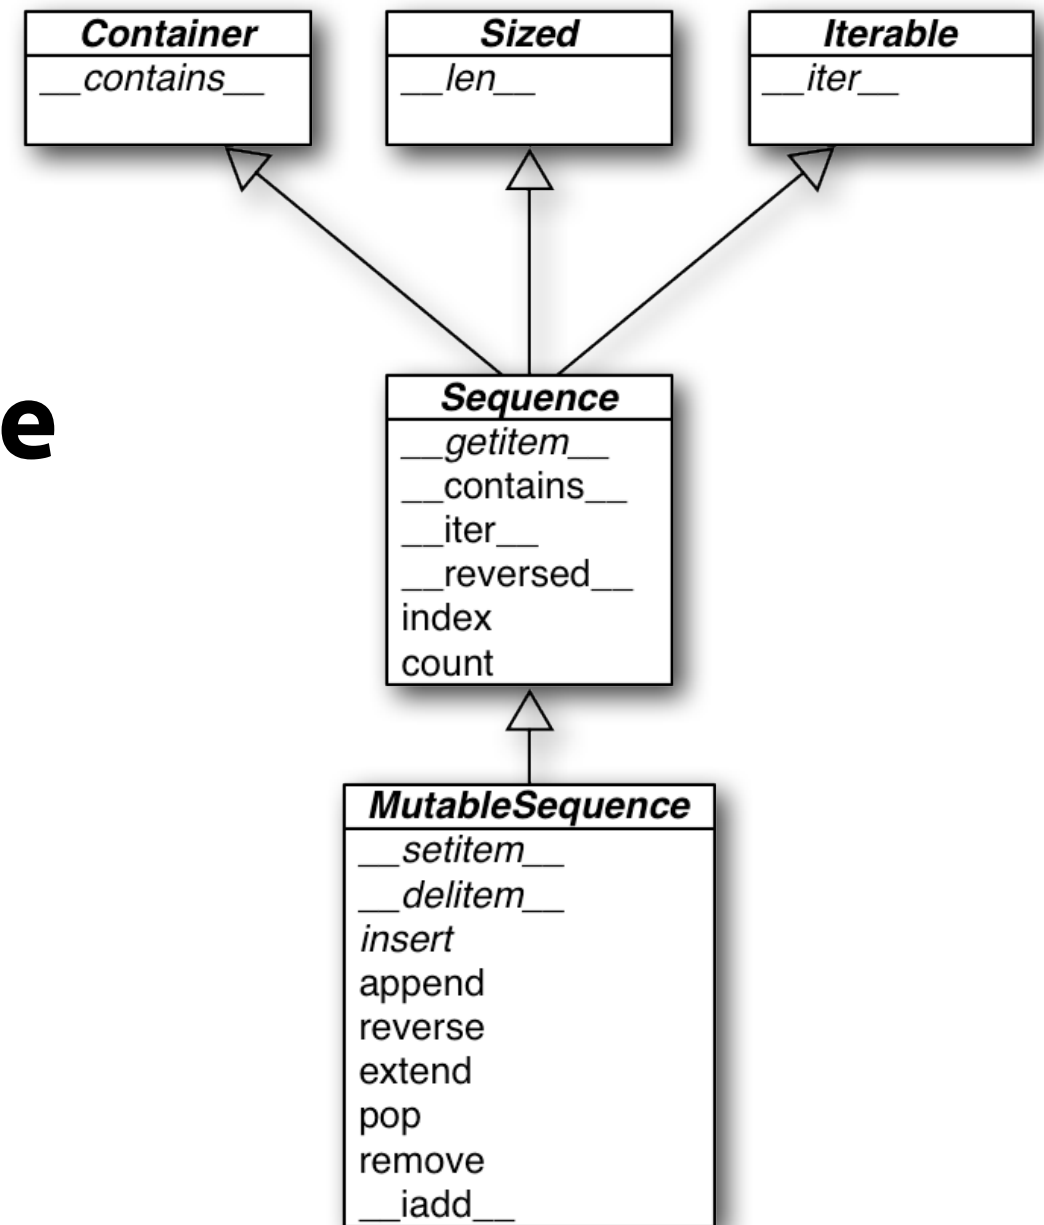 Container
__contains__
Sized
__len__
Iterable
__iter__
e
Sequence
__getitem__
__contains__
__iter__
__reversed__
index
count
MutableSequence
__setitem__
__delitem__
insert
append
reverse
extend
pop
remove
__iadd__